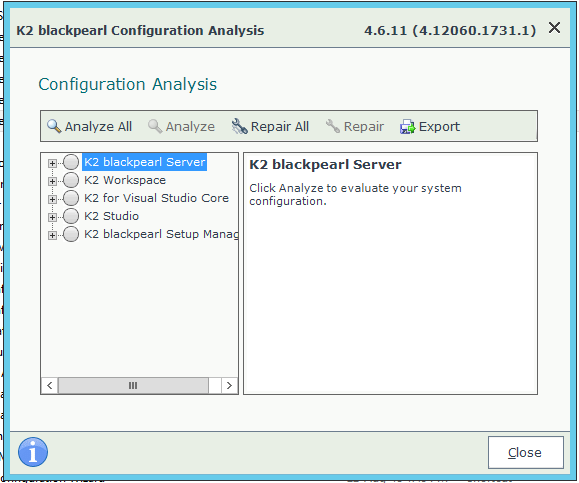 K2 blackpearl Configuration Analysis 4.6.11 (4.12060.1731.1)
Configuration Analysis
Analyze All Analyze Repair All Repair Export
K2 blackpearl Server
K2 Workspace
K2 for Visual Studio Core
K2 Studio
K2 blackpearl Setup Manag
K2 blackpearl Server
Click Analyze to evaluate your system
configuration.
Close